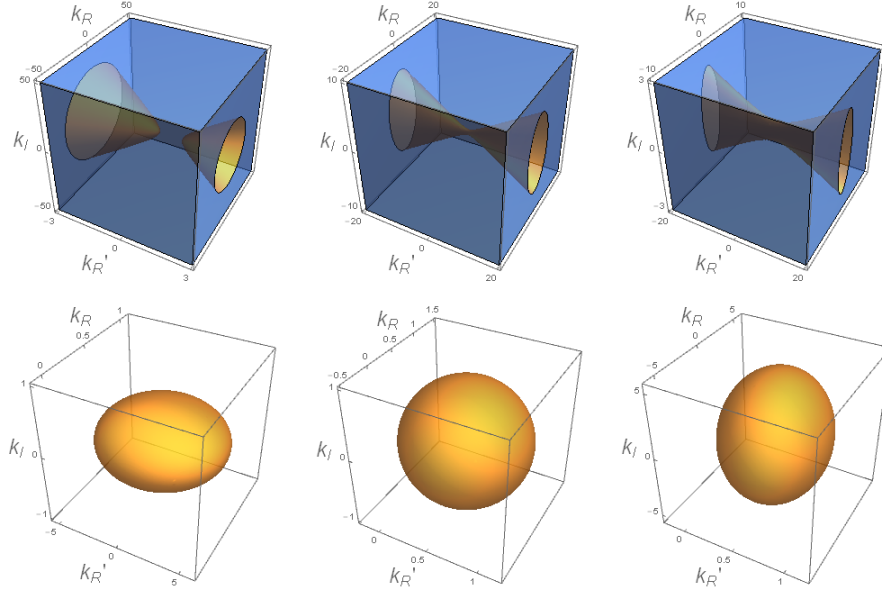 k_R 50 0 -50 50 k_I 0 -50 -3 0 k_R' 3
k_R 20 0 -20 10 k_I 0 -10 -20 0 k_R' 20
k_R 10 0 -10 3 k_I 0 -3 -20 0 k_R' 20
k_R 1 0.5 0 1 k_I 0 -1 -5 0 k_R' 5
k_R 1.5 1 0.5 0 -0.5 1 k_I 0 -1 0 0.5 k_R' 1
k_R 5 0 -5 5 k_I 0 -5 0 0.5 k_R' 1